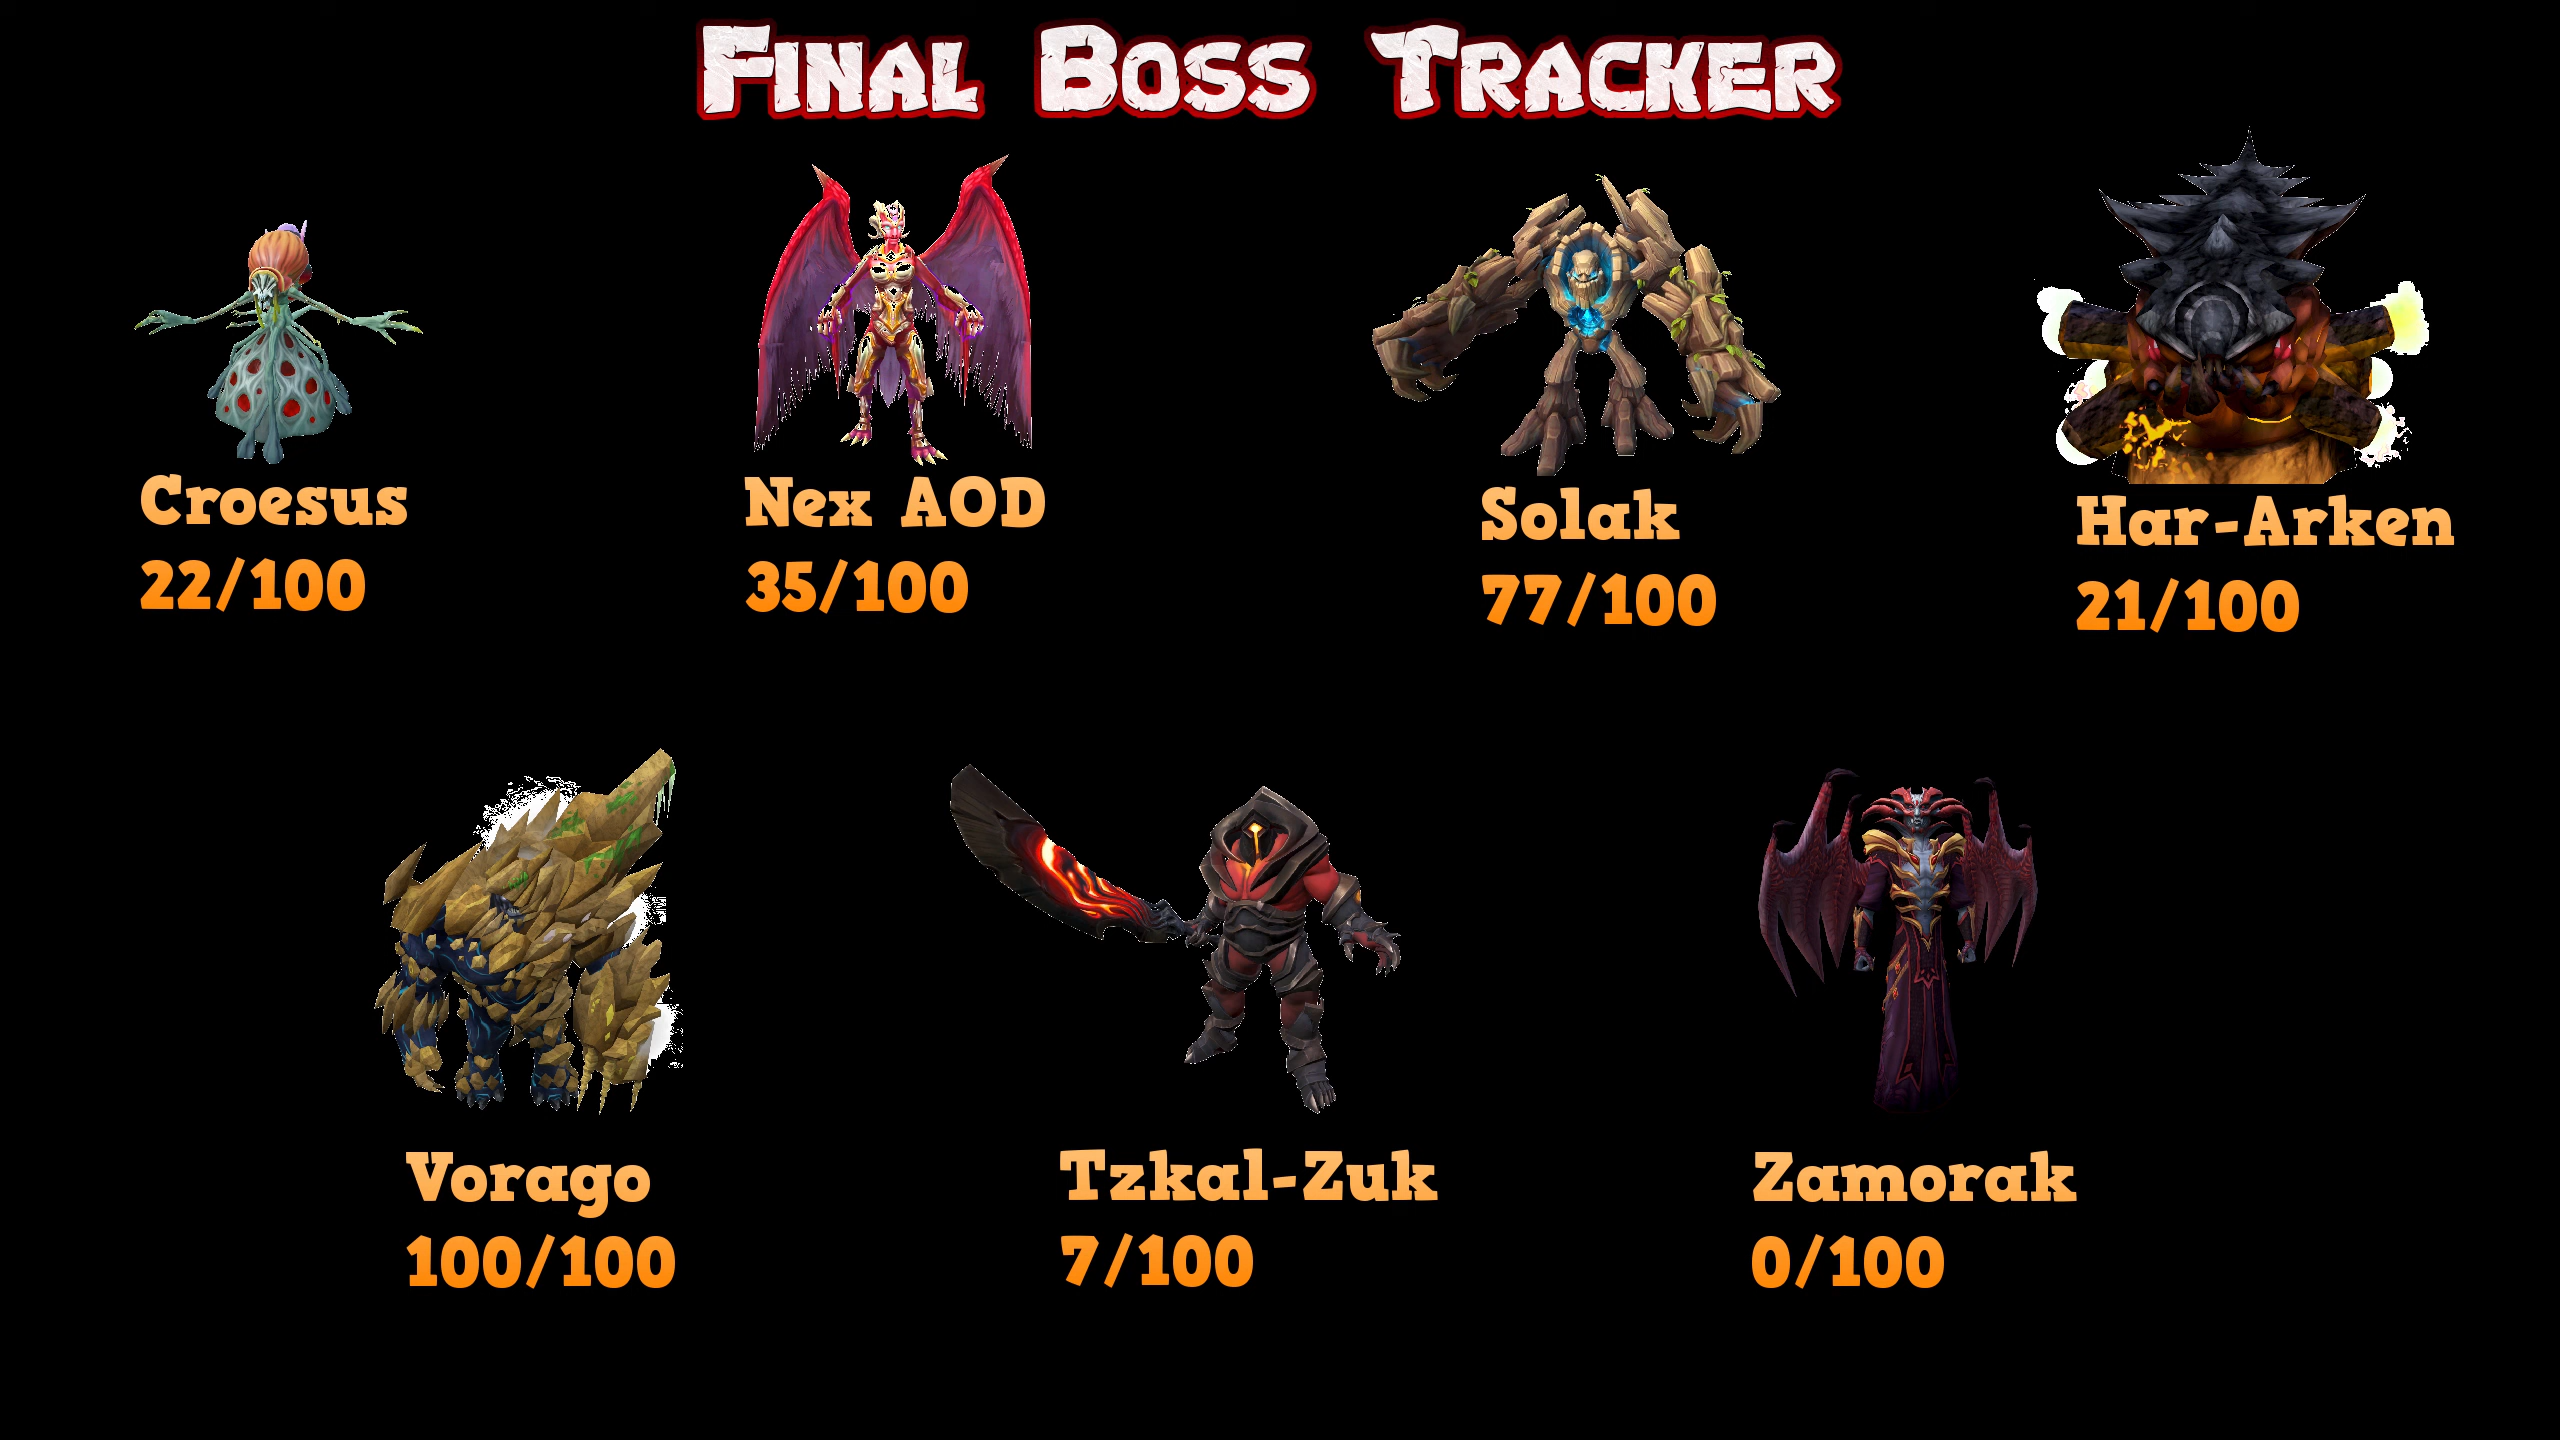 Final Boss Tracker
Croesus
22/100
Nex AOD
35/100
Solak
77/100
Har-Arken
21/100
Vorago
100/100
Tzkal-Zuk
7/100
Zamorak
0/100